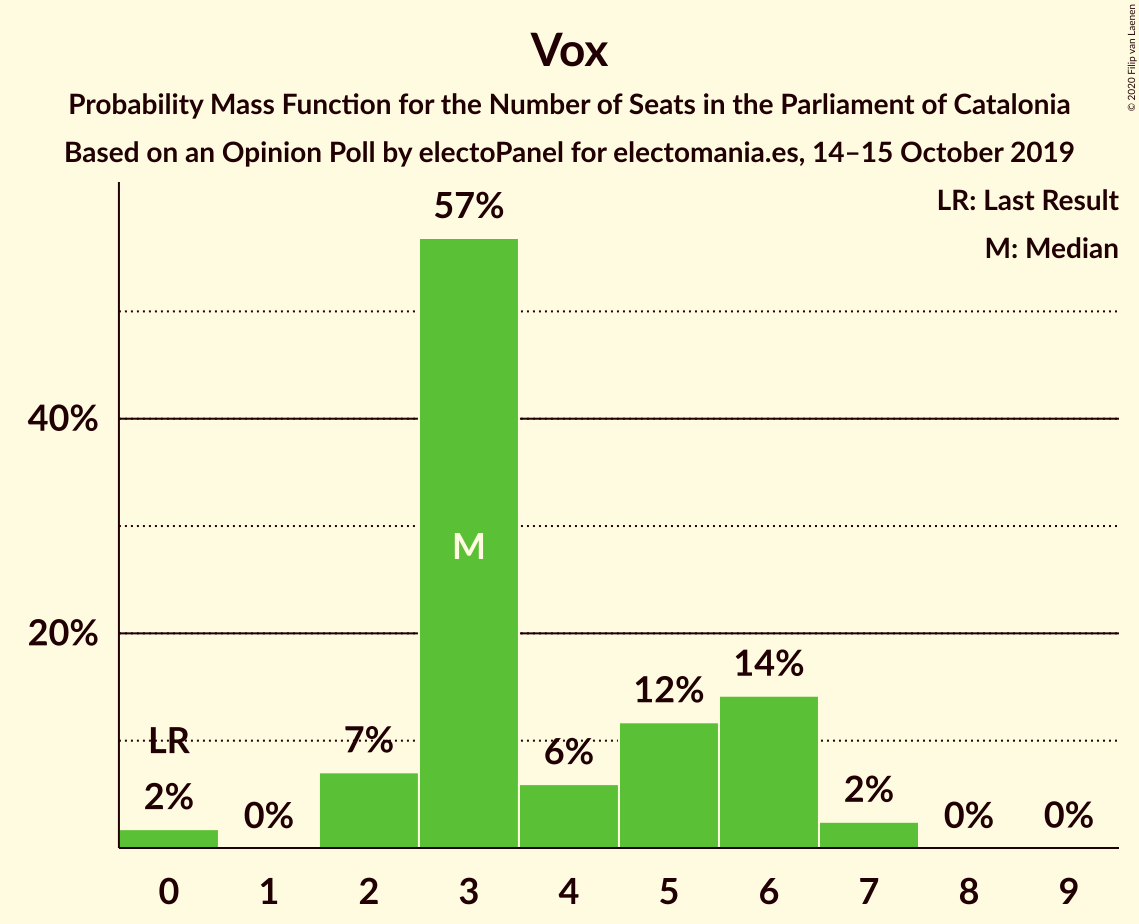 Vox
Probability Mass Function for the Number of Seats in the Parliament of Catalonia
Based on an Opinion Poll by electoPanel for electomania.es, 14–15 October 2019
© 2020 Filip van Laenen
LR: Last Result
M: Median
57%
40%
M
20%
14%
12%
LR
7%
6%
2%
0%
2%
0%
0%
0 1 2 3 4 5 6 7 8 9